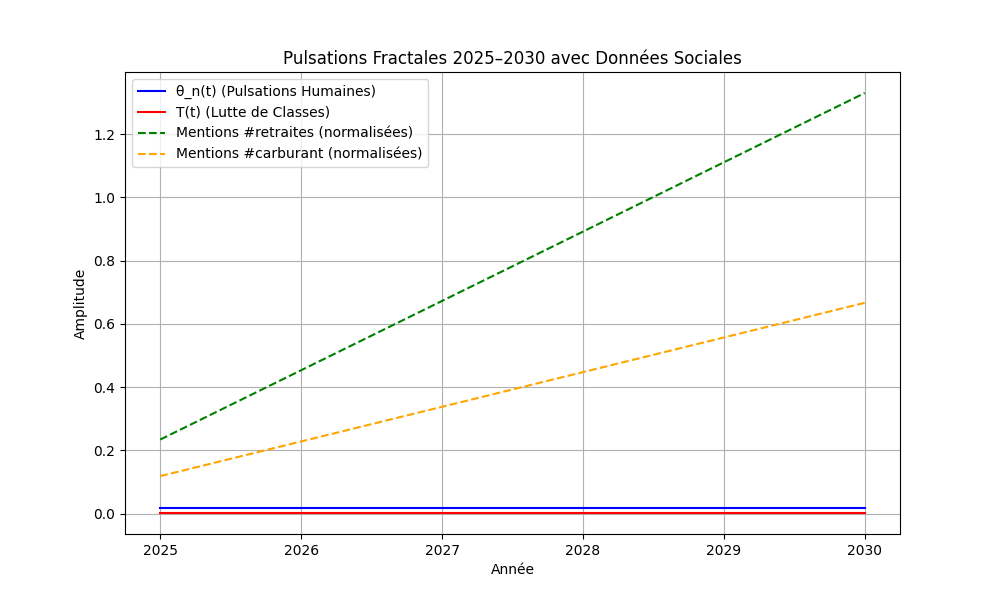 Pulsations Fractales 2025–2030 avec Données Sociales
θ_n(t) (Pulsations Humaines)
T(t) (Lutte de Classes)
Mentions #retraites (normalisées)
Mentions #carburant (normalisées)
Amplitude
1.2
1.0
0.8
0.6
0.4
0.2
0.0
2025 2026 2027 2028 2029 2030
Année